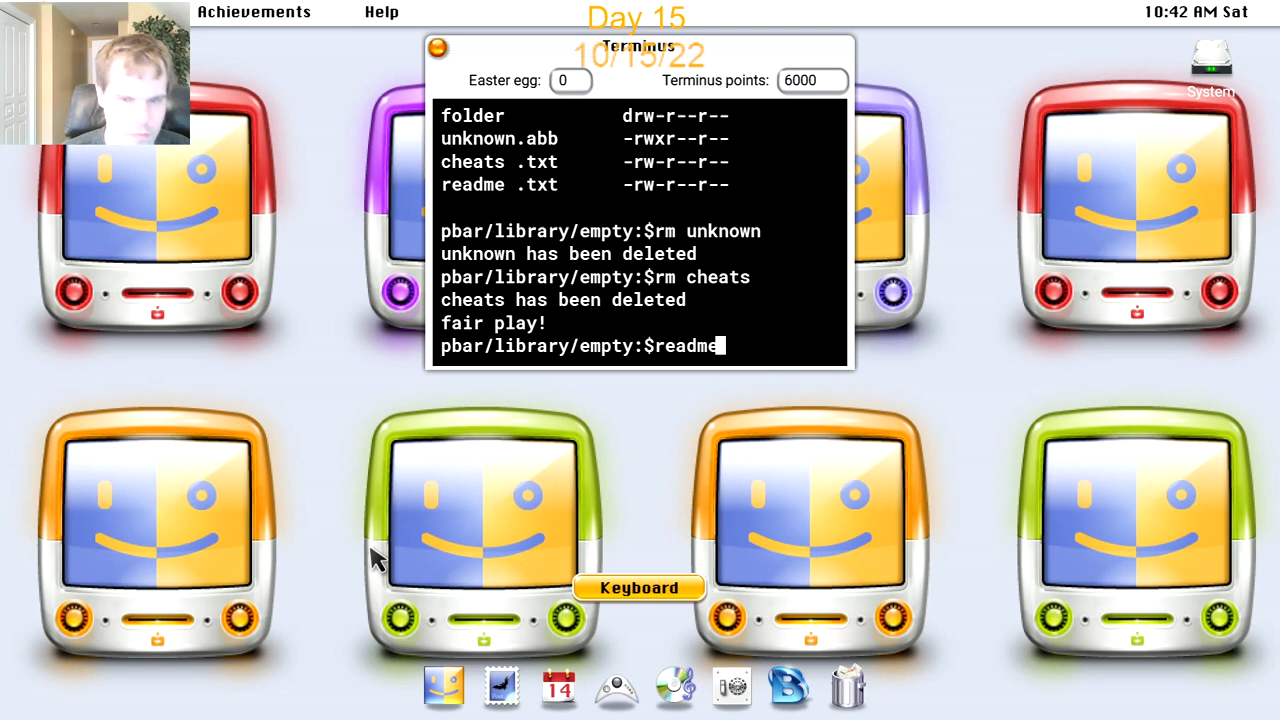 Achievements Help 10:42 AM Sat
Day 15
10/15/22
Terminus
Easter egg: 0 Terminus points: 6000
System
folder drw-r--r--
unknown.abb -rwxr--r--
cheats .txt -rw-r--r--
readme .txt -rw-r--r--
pbar/library/empty:$rm unknown
unknown has been deleted
pbar/library/empty:$rm cheats
cheats has been deleted
fair play!
pbar/library/empty:$readme
Keyboard
14